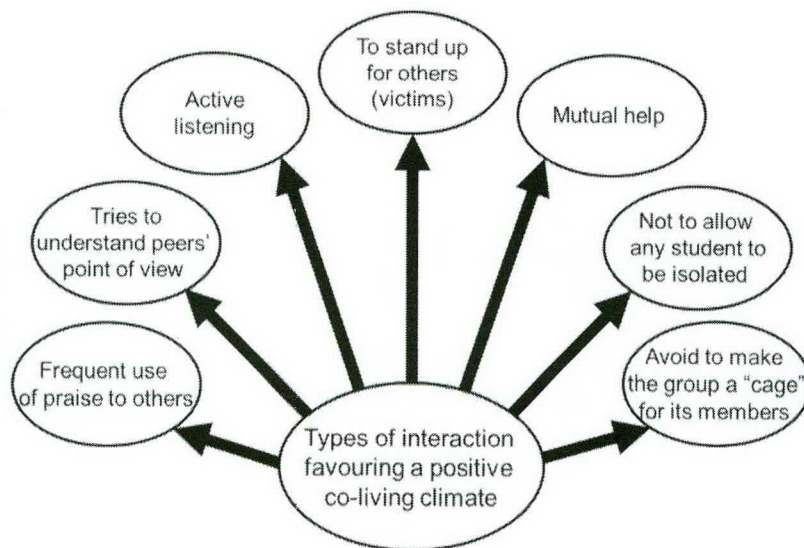 To stand up
for others
(victims)
Active
listening
Mutual help
Tries to
understand peers'
point of view
Not to allow
any student to
be isolated
Frequent use
of praise to others
Avoid to make
the group a "cage"
for its members
Types of interaction
favouring a positive
co-living climate